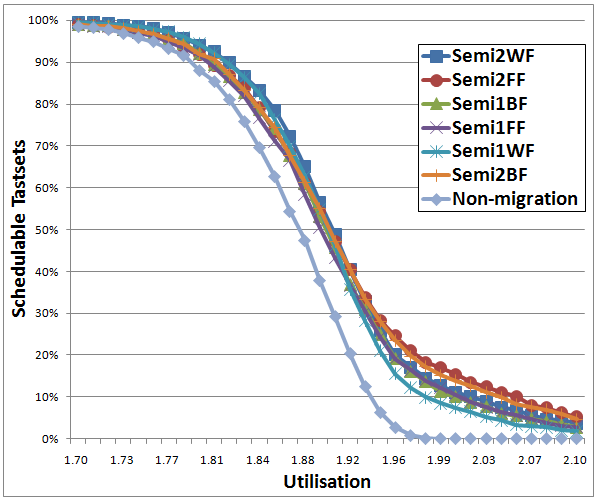 100%
90%
80%
70%
60%
50%
40%
30%
20%
10%
0%
Schedulable Tastsets
Semi2WF
Semi2FF
Semi1BF
Semi1FF
Semi1WF
Semi2BF
Non-migration
1.70 1.73 1.77 1.81 1.84 1.88 1.92 1.96 1.99 2.03 2.07 2.10
Utilisation